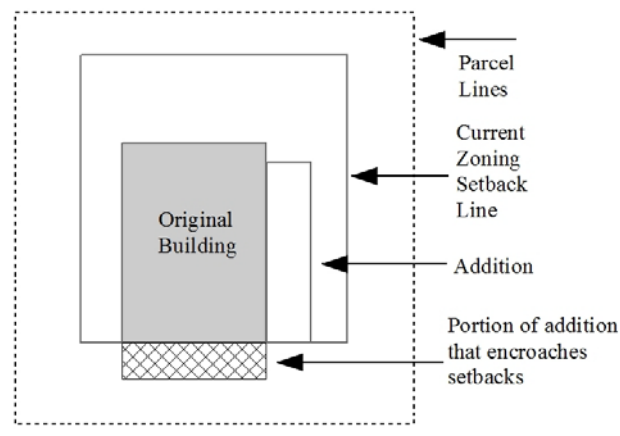 Parcel
Lines
Current
Zoning
Setback
Line
Original
Building
Addition
Portion of addition
that encroaches
setbacks